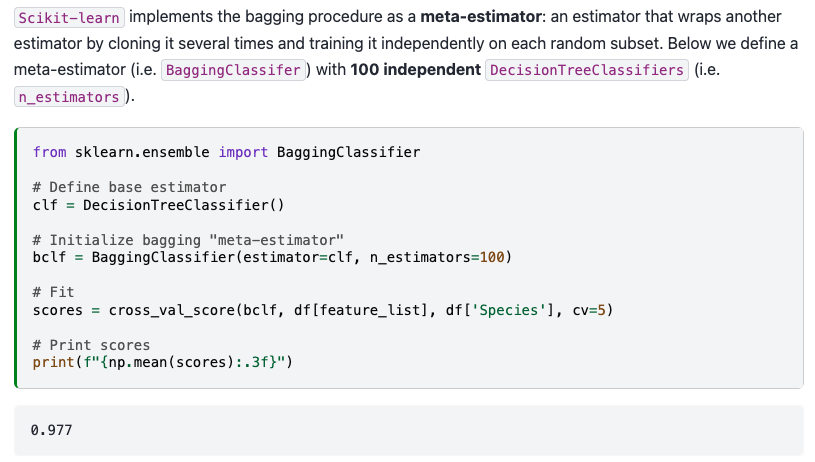 Scikit-learn implements the bagging procedure as a meta-estimator: an estimator that wraps another
estimator by cloning it several times and training it independently on each random subset. Below we define a
meta-estimator (i.e. BaggingClassifer) with 100 independent DecisionTreeClassifiers (i.e.
n_estimators).
from sklearn.ensemble import BaggingClassifier
# Define base estimator
clf = DecisionTreeClassifier()
# Initialize bagging "meta-estimator"
bclf = BaggingClassifier(estimator=clf, n_estimators=100)
# Fit
scores = cross_val_score(bclf, df[feature_list], df['Species'], cv=5)
# Print scores
print(f"{np.mean(scores):.3f}")
0.977